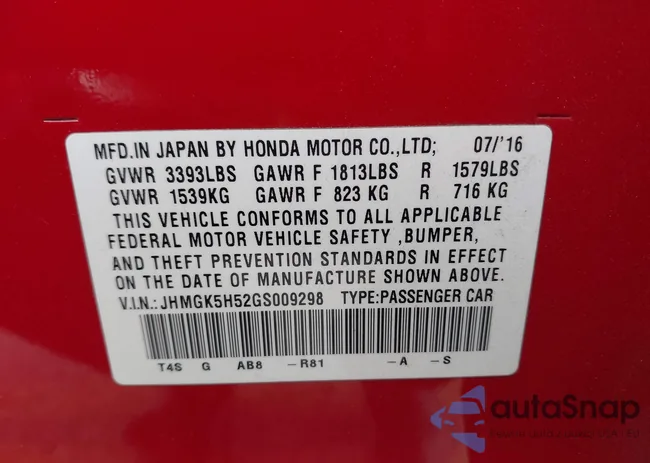 MFD.IN JAPAN BY HONDA MOTOR CO.,LTD; 07/'16
GVWR 3393LBS GAWR F 1813LBS R 1579LBS
GVWR 1539KG GAWR F 823 KG R 716 KG
THIS VEHICLE CONFORMS TO ALL APPLICABLE
FEDERAL MOTOR VEHICLE SAFETY ,BUMPER,
AND THEFT PREVENTION STANDARDS IN EFFECT
ON THE DATE OF MANUFACTURE SHOWN ABOVE.
V.I.N.: JHMGK5H52GS009298 TYPE:PASSENGER CAR
T4S G AB8 -R81 -A -S
autoSnap